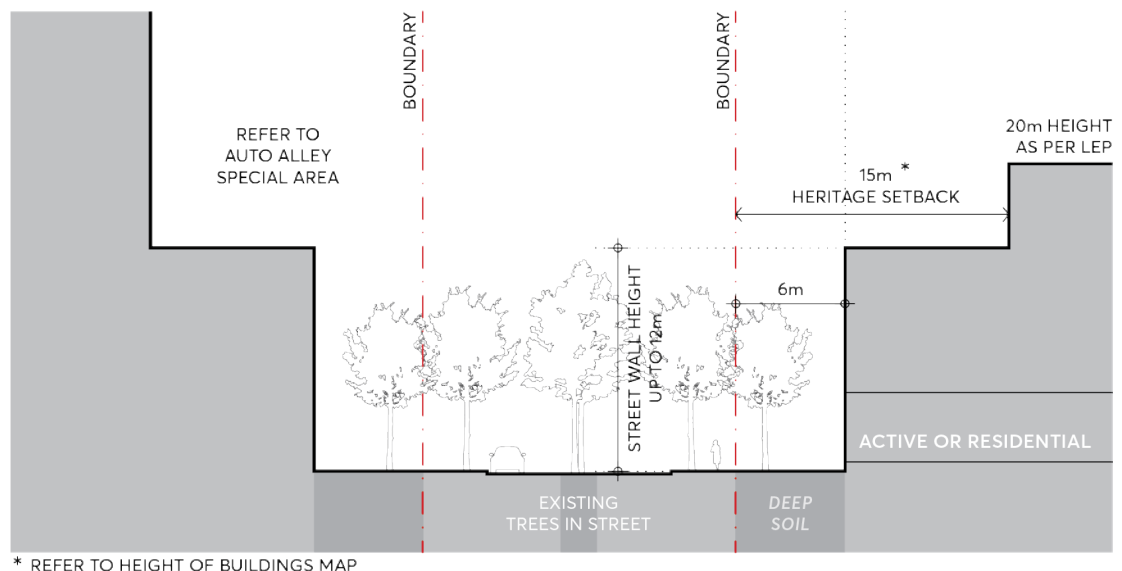 BOUNDARY
BOUNDARY
REFER TO
AUTO ALLEY
SPECIAL AREA
20m HEIGHT
AS PER LEP
15m *
HERITAGE SETBACK
6m
STREET WALL HEIGHT
UP TO 12m
ACTIVE OR RESIDENTIAL
EXISTING
TREES IN STREET
DEEP
SOIL
* REFER TO HEIGHT OF BUILDINGS MAP